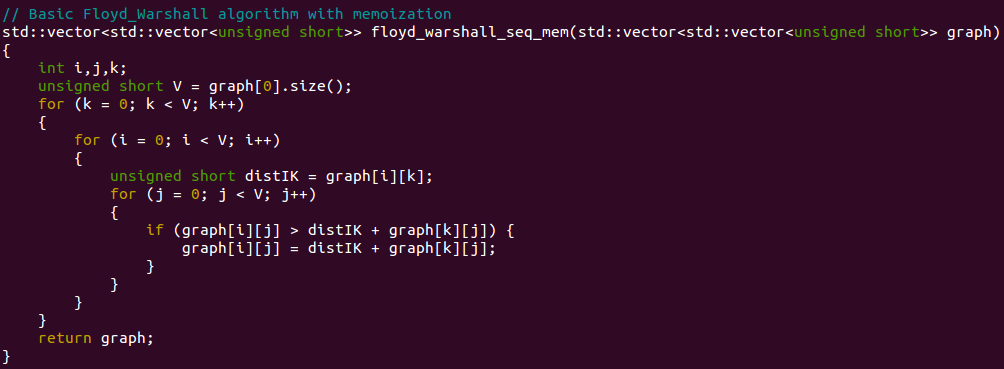 // Basic Floyd_Warshall algorithm with memoization
std::vector<std::vector<unsigned short>> floyd_warshall_seq_mem(std::vector<std::vector<unsigned short>> graph)
{
    int i,j,k;
    unsigned short V = graph[0].size();
    for (k = 0; k < V; k++)
    {
        for (i = 0; i < V; i++)
        {
            unsigned short distIK = graph[i][k];
            for (j = 0; j < V; j++)
            {
                if (graph[i][j] > distIK + graph[k][j]) {
                    graph[i][j] = distIK + graph[k][j];
                }
            }
        }
    }
    return graph;
}